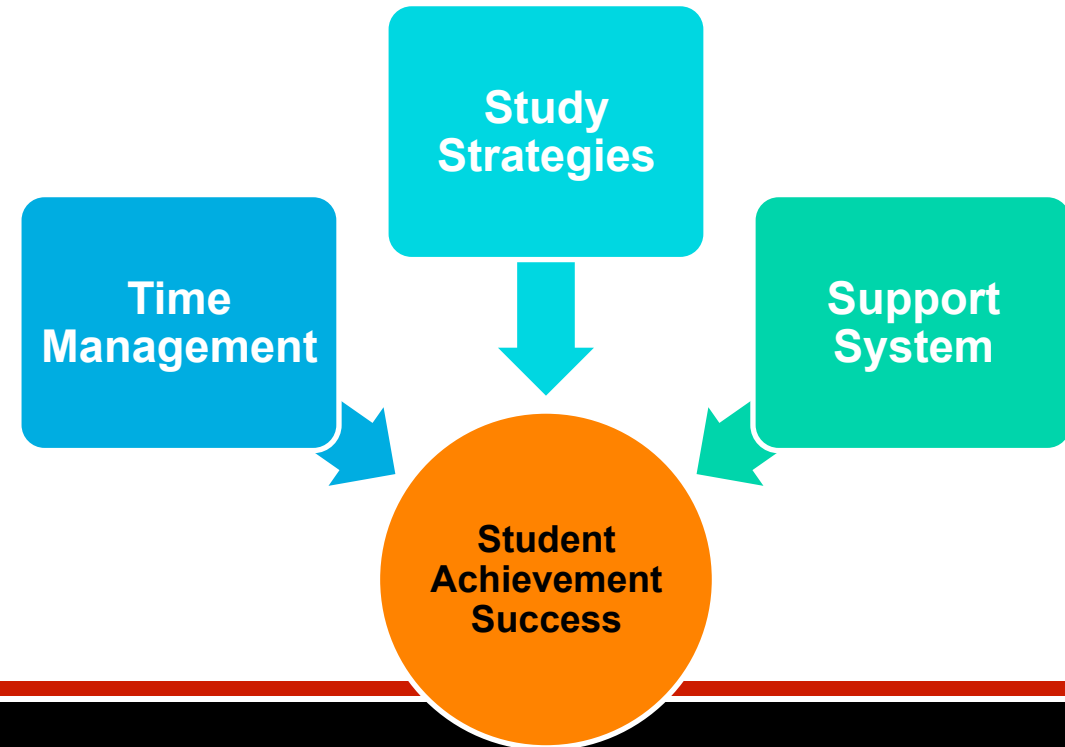 Study
Strategies
Time
Management
Support
System
Student
Achievement
Success